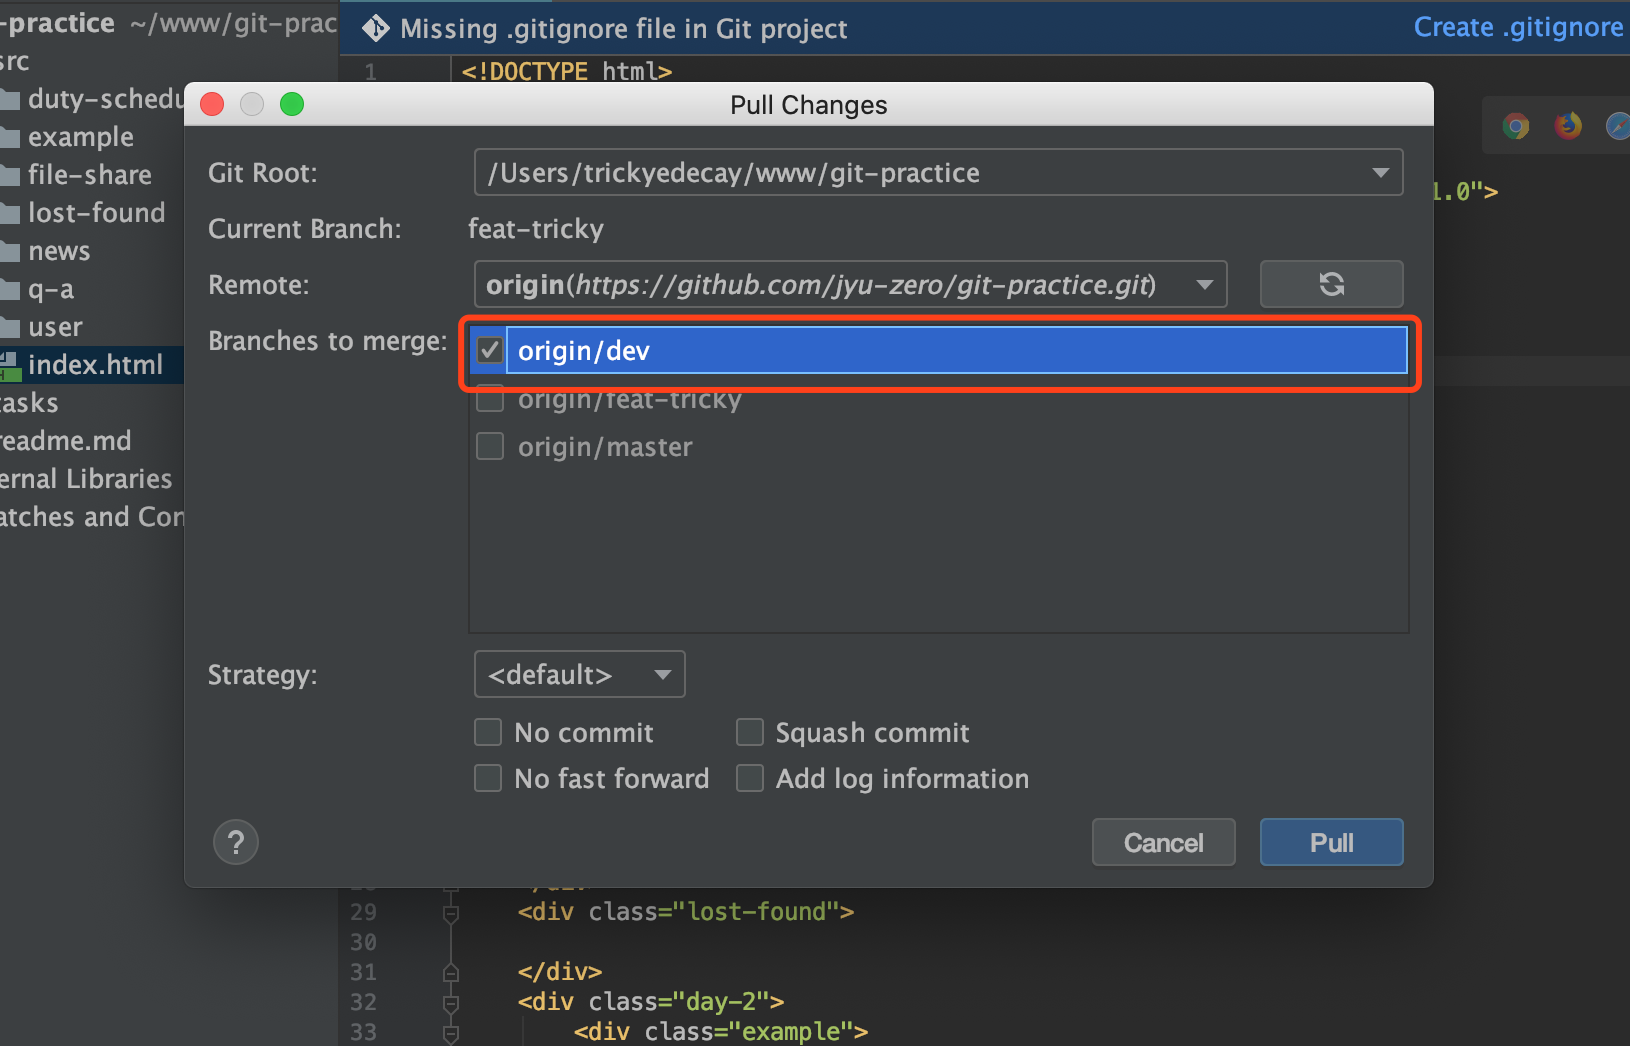 -practice ~/www/git-prac
src
duty-schedu
example
file-share
lost-found
news
q-a
user
index.html
tasks
readme.md
ernal Libraries
atches and Con
Missing .gitignore file in Git project
Create .gitignore
1 <!DOCTYPE html>
1.0">
Pull Changes
Git Root: /Users/trickyedecay/www/git-practice
Current Branch: feat-tricky
Remote: origin(https://github.com/jyu-zero/git-practice.git)
Branches to merge: origin/dev
origin/feat-tricky
origin/master
Strategy: <default>
No commit Squash commit
No fast forward Add log information
? Cancel Pull
29 <div class="lost-found">
30
31 </div>
32 <div class="day-2">
33 <div class="example">